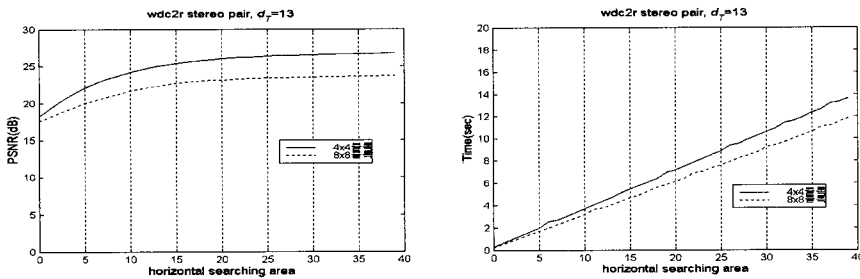 wdc2r stereo pair, d_T=13
30
25
20
15
10
5
0
PSNR(dB)
4x4
8x8
0 5 10 15 20 25 30 35 40
horizontal searching area
wdc2r stereo pair, d_T=13
20
18
16
14
12
10
8
6
4
2
0
Time(sec)
4x4
8x8
0 5 10 15 20 25 30 35 40
horizontal searching area